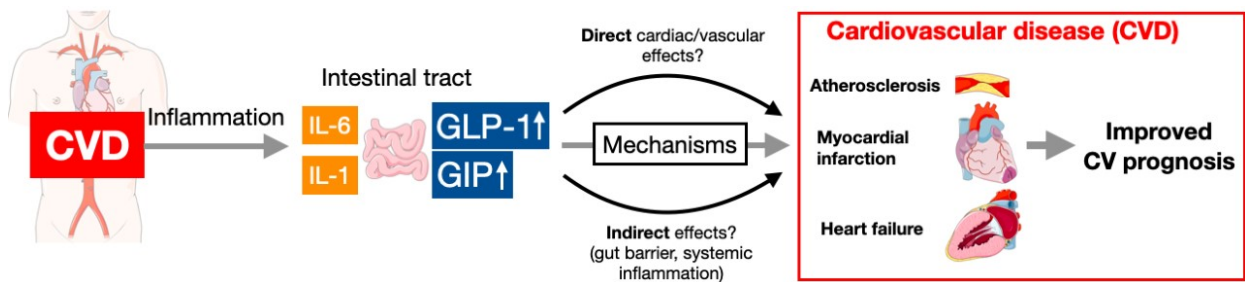 CVD
Inflammation
Intestinal tract
IL-6
IL-1
GLP-1↑
GIP↑
Direct cardiac/vascular
effects?
Mechanisms
Indirect effects?
(gut barrier, systemic
inflammation)
Cardiovascular disease (CVD)
Atherosclerosis
Myocardial
infarction
Heart failure
Improved
CV prognosis